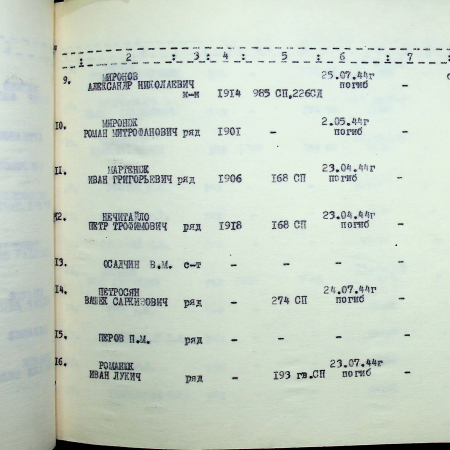 : 2 : 3 : 4 : 5 : 6 : 7
9. МИРОНОВ 25.07.44г
АЛЕКСАНДР НИКОЛАЕВИЧ погиб -
к-н 1914 985 СП,226СД
10. МИРОНЮК 2.05.44г
РОМАН МИТРОФАНОВИЧ ряд 1901 - погиб -
11. МАРТЕНЮК 23.04.44г
ИВАН ГРИГОРЬЕВИЧ ряд 1906 168 СП погиб -
12. НЕЧИТАЙЛО 23.04.44г
ПЕТР ТРОФИМОВИЧ ряд 1918 168 СП погиб -
13. ОСАДЧИЙ В.М. с-т - - - -
14. ПЕТРОСЯН 24.07.44г
САРКИЗОВИЧ ряд - 274 СП погиб -
15. ПЕРОВ П.М. ряд - - - -
16. РОМАНЮК 23.07.44г
ИВАН ЛУКИЧ ряд - 193 гв.СП погиб -